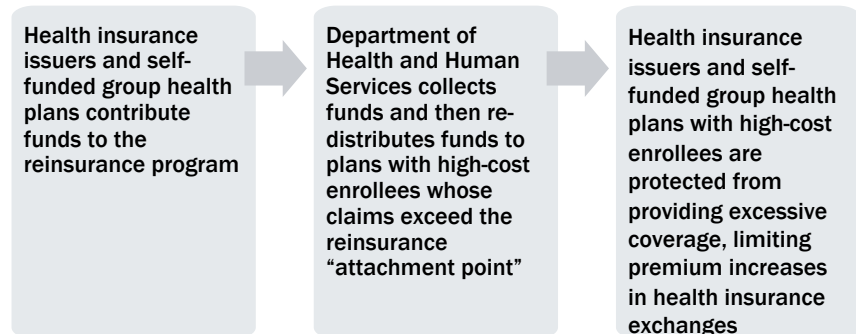 Health insurance
issuers and self-
funded group health
plans contribute
funds to the
reinsurance program
Department of
Health and Human
Services collects
funds and then re-
distributes funds to
plans with high-cost
enrollees whose
claims exceed the
reinsurance
“attachment point”
Health insurance
issuers and self-
funded group health
plans with high-cost
enrollees are
protected from
providing excessive
coverage, limiting
premium increases
in health insurance
exchanges